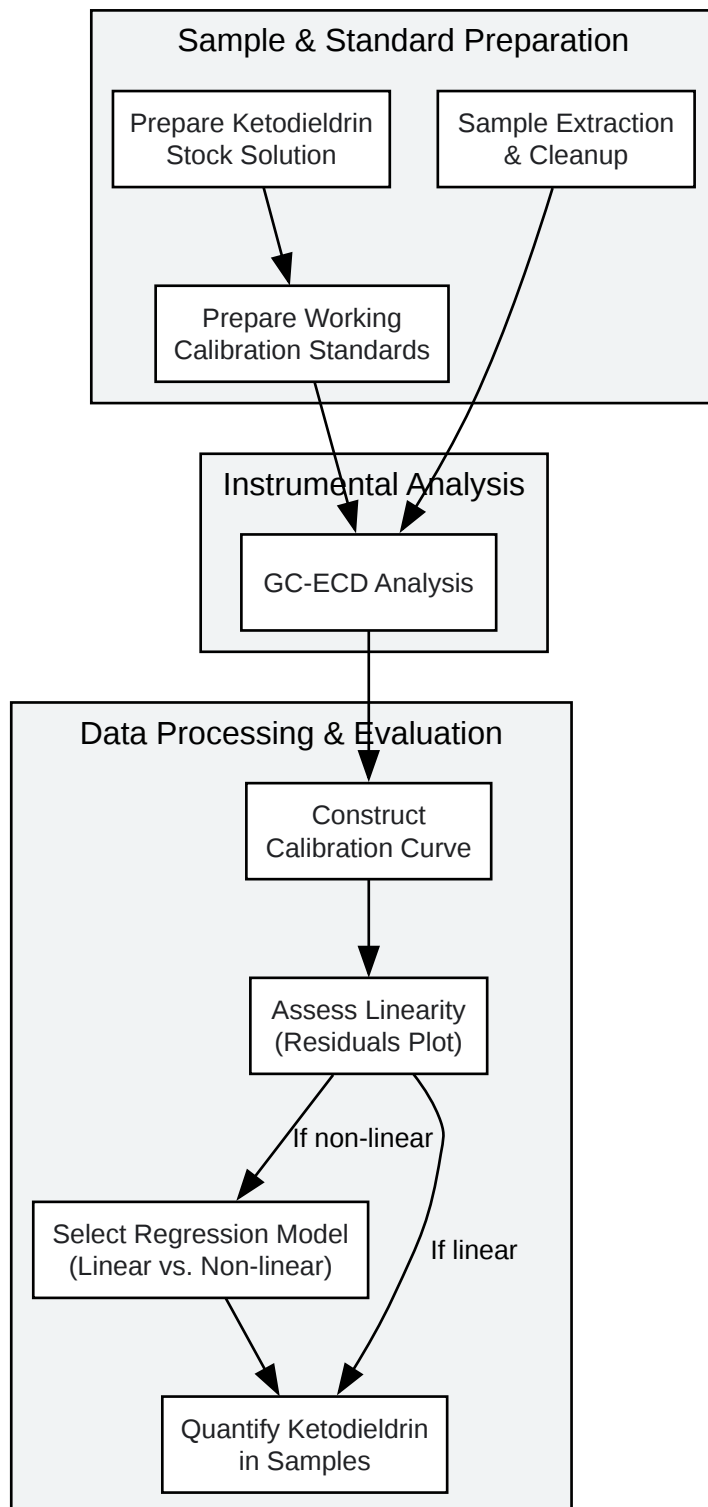 Sample & Standard Preparation
Prepare Ketodieldrin
Stock Solution
Sample Extraction
& Cleanup
Prepare Working
Calibration Standards
Instrumental Analysis
GC-ECD Analysis
Data Processing & Evaluation
Construct
Calibration Curve
Assess Linearity
(Residuals Plot)
If non-linear
Select Regression Model
(Linear vs. Non-linear)
If linear
Quantify Ketodieldrin
in Samples